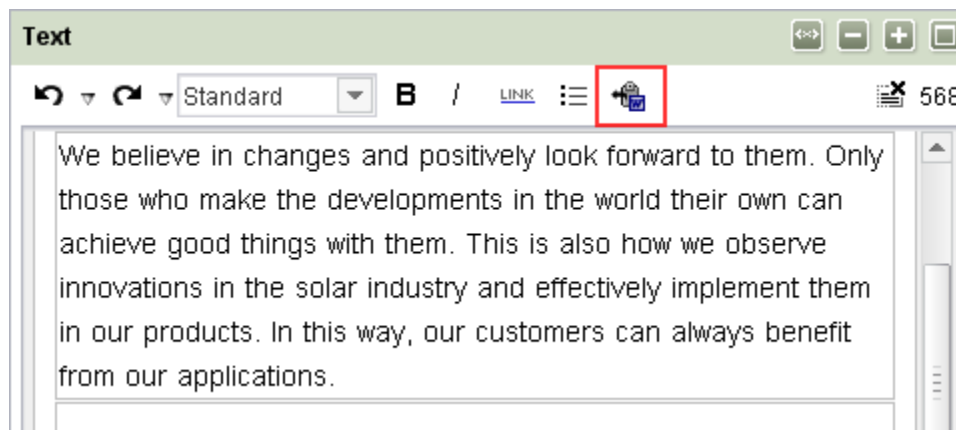 Text
Standard B I LINK 568
We believe in changes and positively look forward to them. Only
those who make the developments in the world their own can
achieve good things with them. This is also how we observe
innovations in the solar industry and effectively implement them
in our products. In this way, our customers can always benefit
from our applications.